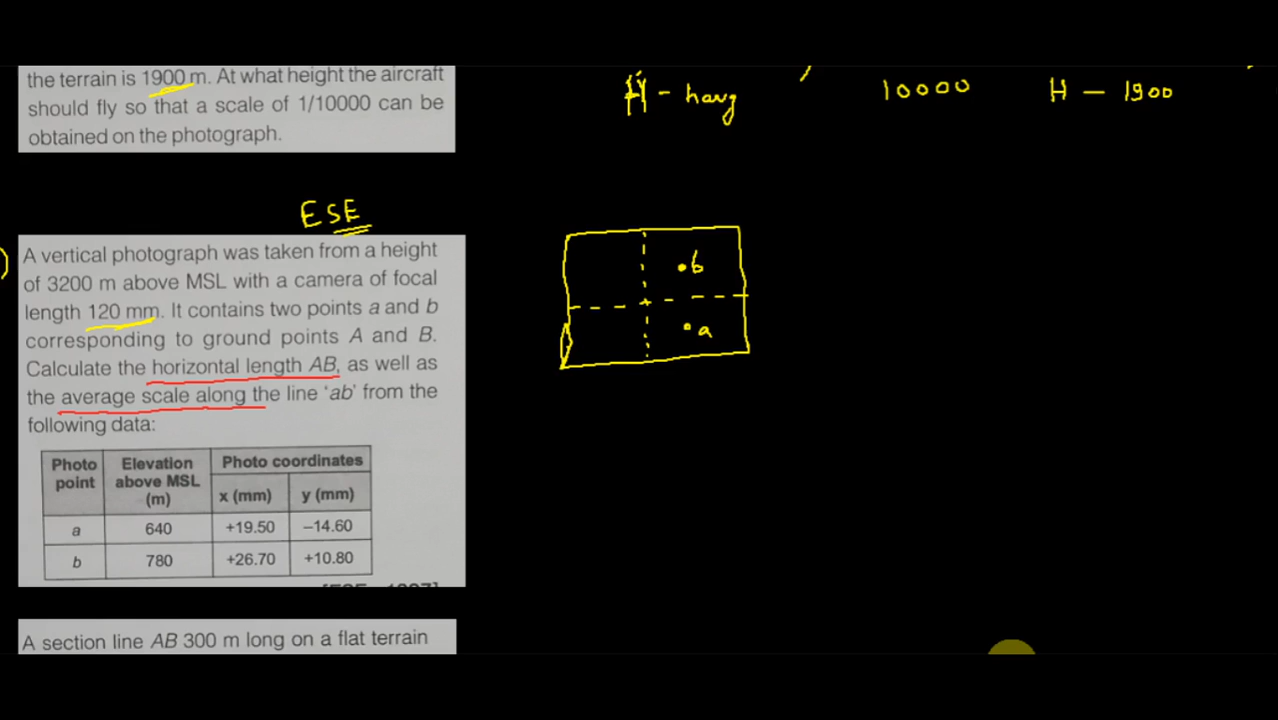 the terrain is 1900 m. At what height the aircraft
should fly so that a scale of 1/10000 can be
obtained on the photograph.
H - havg
10000
H - 1900
ESE
A vertical photograph was taken from a height
of 3200 m above MSL with a camera of focal
length 120 mm. It contains two points a and b
corresponding to ground points A and B.
Calculate the horizontal length AB, as well as
the average scale along the line 'ab' from the
following data:
Photo point Elevation above MSL (m) Photo coordinates
x (mm) y (mm)
a 640 +19.50 −14.60
b 780 +26.70 +10.80
b
a
A section line AB 300 m long on a flat terrain